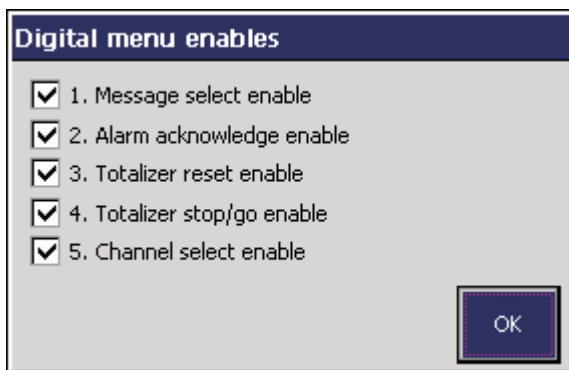 Digital menu enables
1. Message select enable
2. Alarm acknowledge enable
3. Totalizer reset enable
4. Totalizer stop/go enable
5. Channel select enable
OK